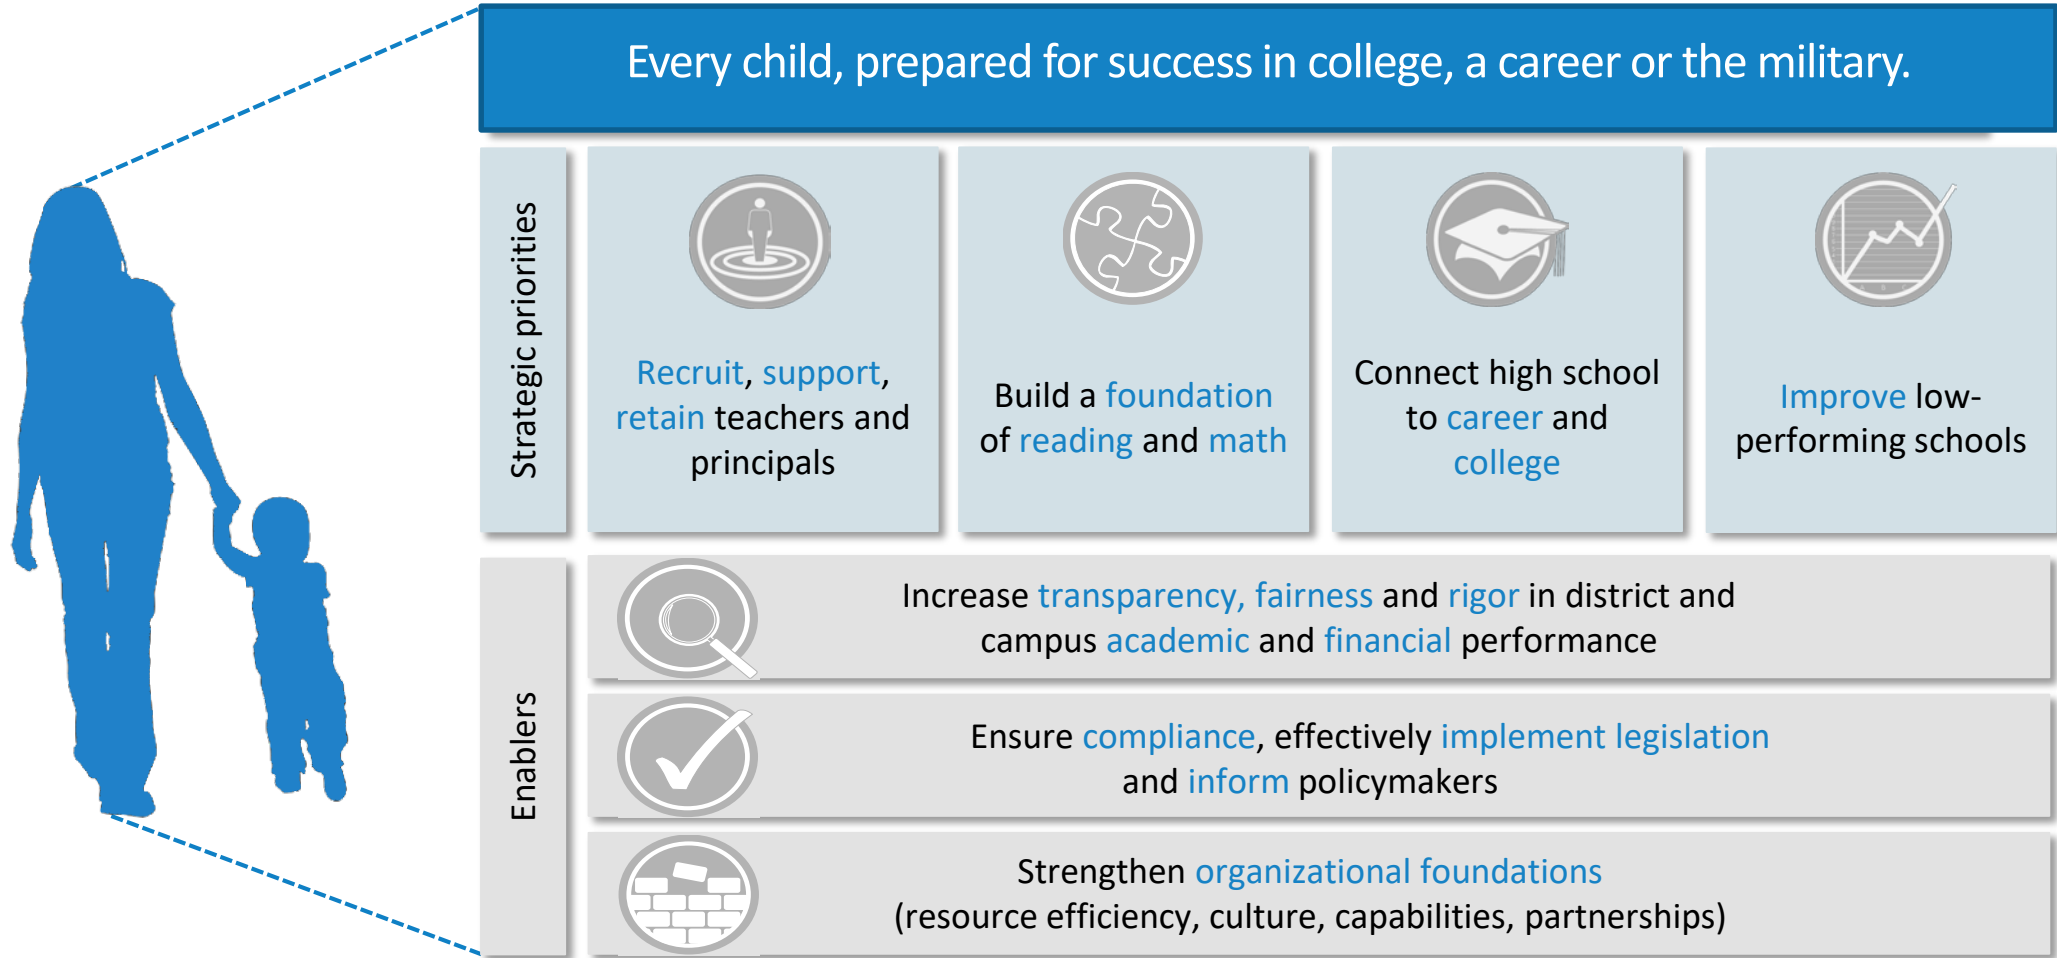 Every child, prepared for success in college, a career or the military.
Strategic priorities
Recruit, support,
retain teachers and
principals
Build a foundation
of reading and math
Connect high school
to career and
college
Improve low-
performing schools
Enablers
Increase transparency, fairness and rigor in district and
campus academic and financial performance
Ensure compliance, effectively implement legislation
and inform policymakers
Strengthen organizational foundations
(resource efficiency, culture, capabilities, partnerships)